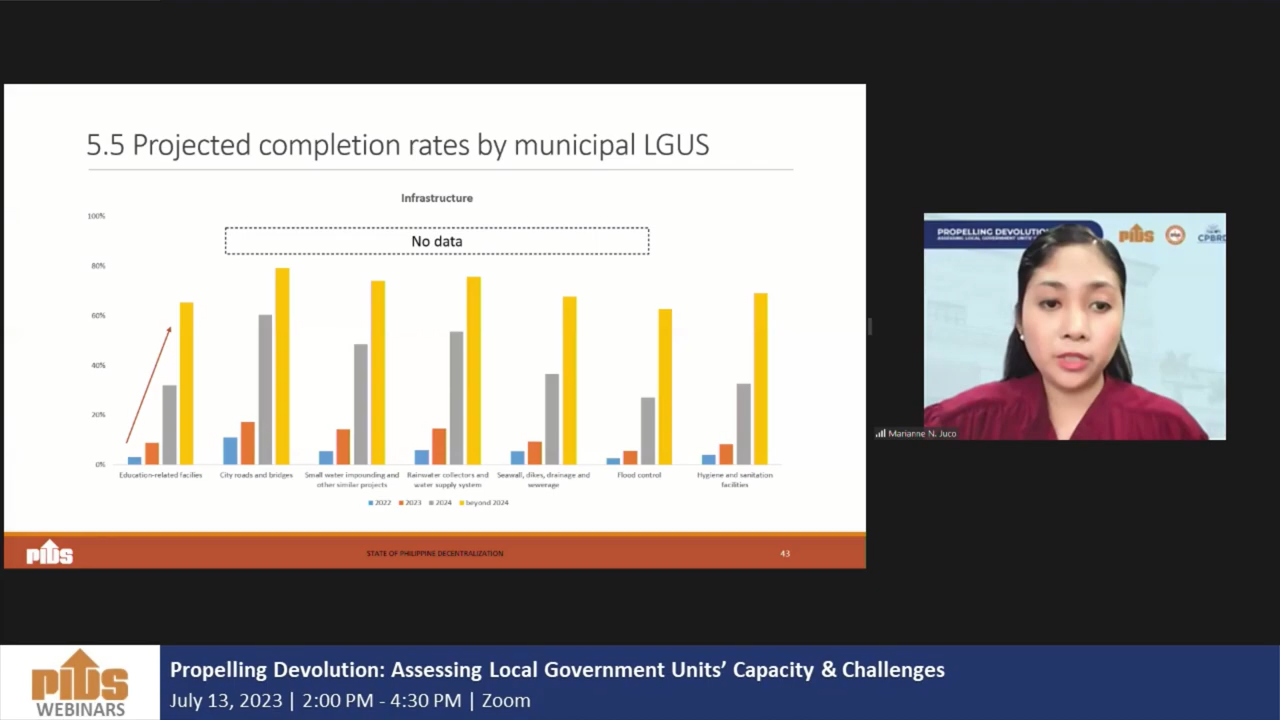 5.5 Projected completion rates by municipal LGUS
Infrastructure
100%
No data
80%
60%
40%
20%
0%
Education-related facilies
City roads and bridges
Small water impounding and
other similar projects
Rainwater collectors and
water supply system
Seawall, dikes, drainage and
sewerage
Flood control
Hygiene and sanitation
facilities
2022
2023
2024
beyond 2024
PIDS
STATE OF PHILIPPINE DECENTRALIZATION
43
PROPELLING DEVOLUTION
PIDS
CPBRD
Marianne N. Juco
PIDS
WEBINARS
Propelling Devolution: Assessing Local Government Units’ Capacity & Challenges
July 13, 2023 | 2:00 PM - 4:30 PM | Zoom